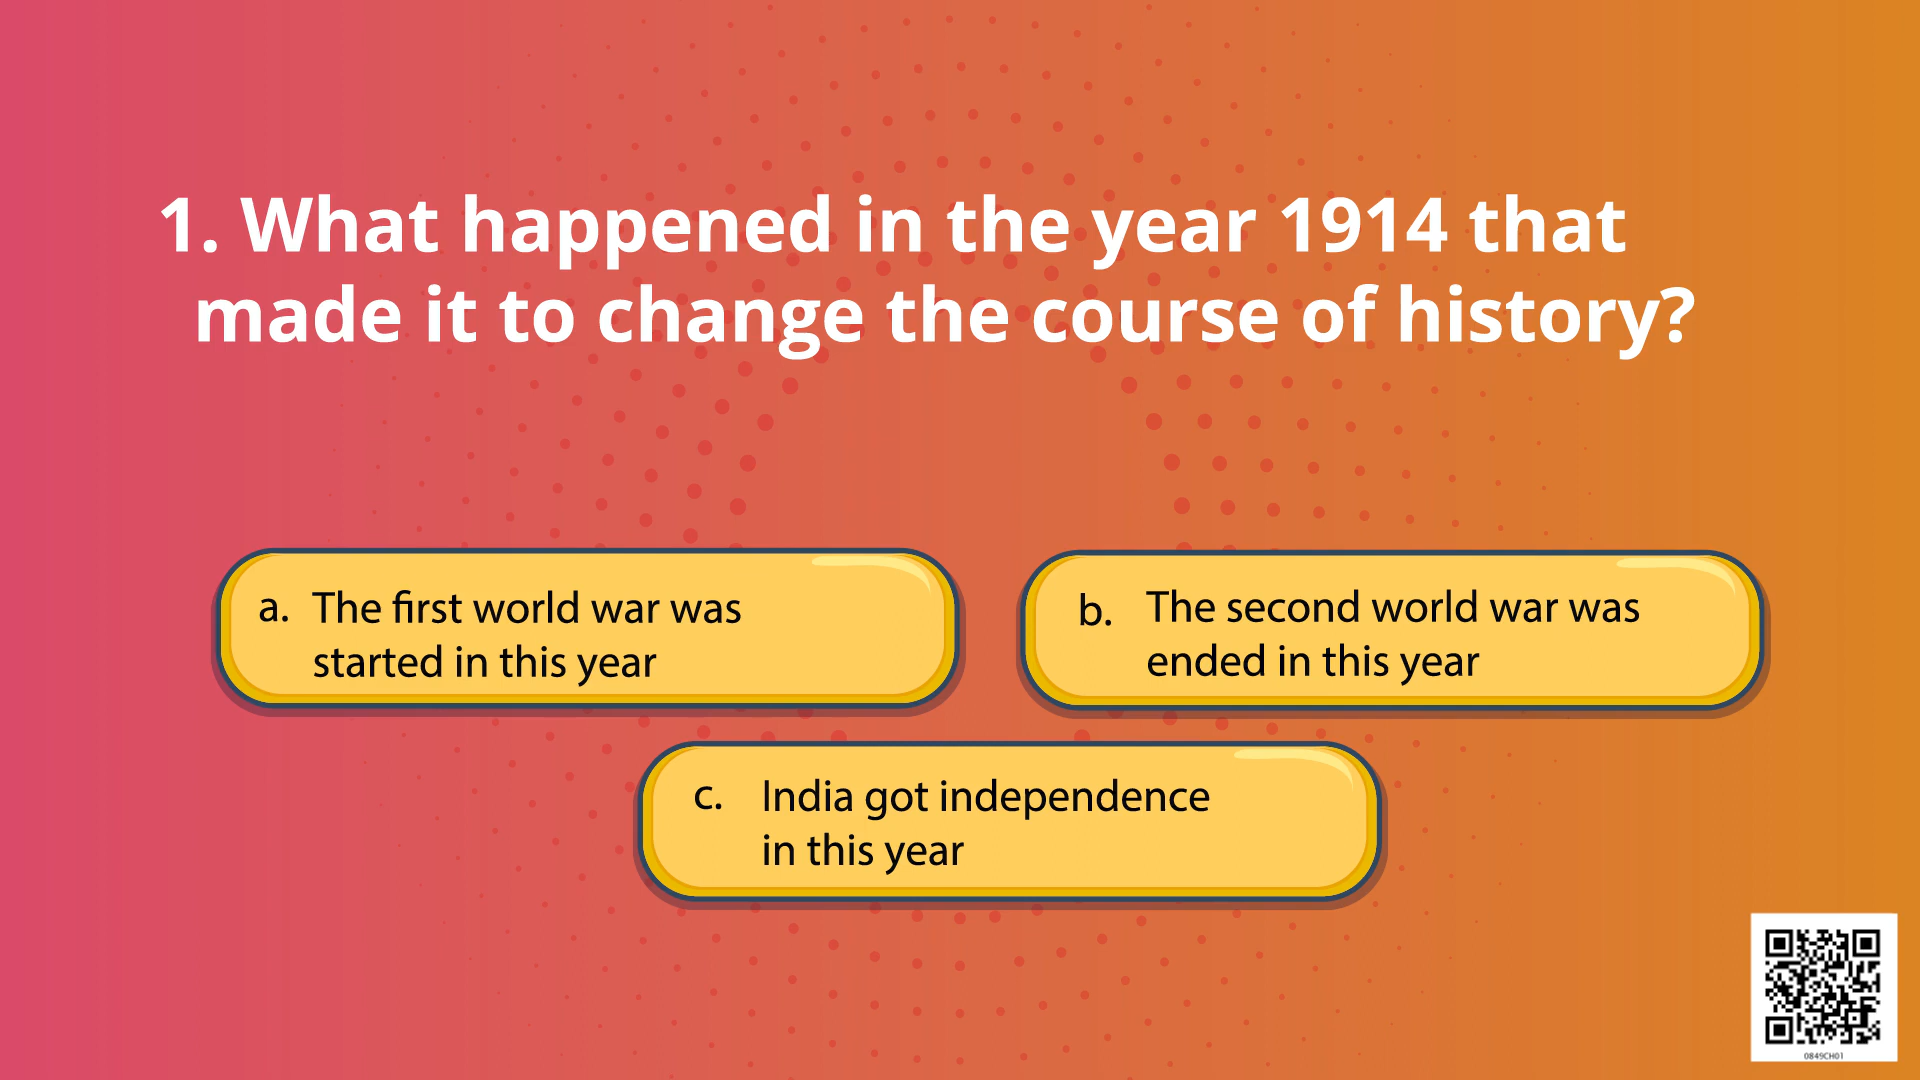 1. What happened in the year 1914 that
made it to change the course of history?
a. The first world war was
started in this year
b. The second world war was
ended in this year
c. India got independence
in this year
0849CH01